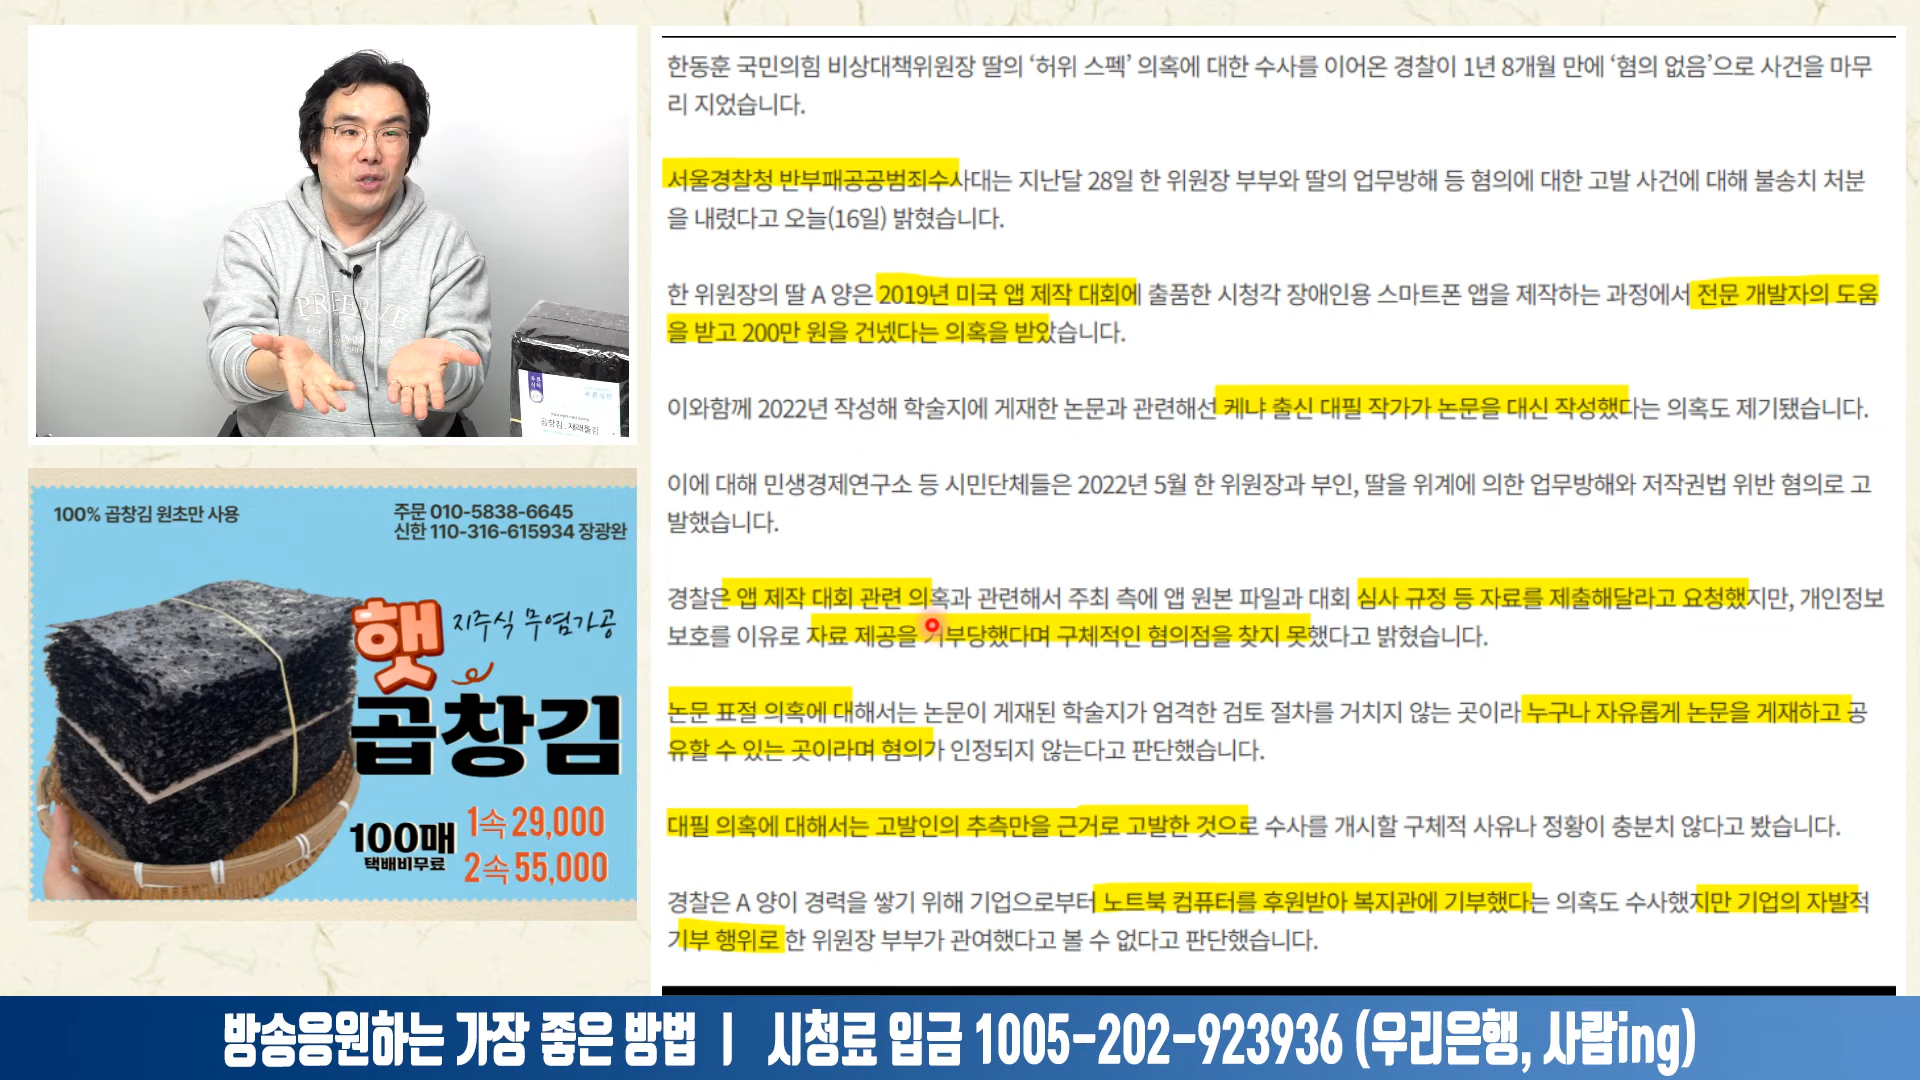 한동훈 국민의힘 비상대책위원장 딸의 ‘허위 스펙’ 의혹에 대한 수사를 이어온 경찰이 1년 8개월 만에 ‘혐의 없음’으로 사건을 마무
리 지었습니다.
서울경찰청 반부패공공범죄수사대는 지난달 28일 한 위원장 부부와 딸의 업무방해 등 혐의에 대한 고발 사건에 대해 불송치 처분
을 내렸다고 오늘(16일) 밝혔습니다.
한 위원장의 딸 A 양은 2019년 미국 앱 제작 대회에 출품한 시청각 장애인용 스마트폰 앱을 제작하는 과정에서 전문 개발자의 도움
을 받고 200만 원을 건넸다는 의혹을 받았습니다.
이와함께 2022년 작성해 학술지에 게재한 논문과 관련해선 케냐 출신 대필 작가가 논문을 대신 작성했다는 의혹도 제기됐습니다.
이에 대해 민생경제연구소 등 시민단체들은 2022년 5월 한 위원장과 부인, 딸을 위계에 의한 업무방해와 저작권법 위반 혐의로 고
발했습니다.
경찰은 앱 제작 대회 관련 의혹과 관련해서 주최 측에 앱 원본 파일과 대회 심사 규정 등 자료를 제출해달라고 요청했지만, 개인정보
보호를 이유로 자료 제공을 거부당했다며 구체적인 혐의점을 찾지 못했다고 밝혔습니다.
논문 표절 의혹에 대해서는 논문이 게재된 학술지가 엄격한 검토 절차를 거치지 않는 곳이라 누구나 자유롭게 논문을 게재하고 공
유할 수 있는 곳이라며 혐의가 인정되지 않는다고 판단했습니다.
대필 의혹에 대해서는 고발인의 추측만을 근거로 고발한 것으로 수사를 개시할 구체적 사유나 정황이 충분치 않다고 봤습니다.
경찰은 A 양이 경력을 쌓기 위해 기업으로부터 노트북 컴퓨터를 후원받아 복지관에 기부했다는 의혹도 수사했지만 기업의 자발적
기부 행위로 한 위원장 부부가 관여했다고 볼 수 없다고 판단했습니다.
푸른식탁
곱창김 . 재래돌김
100% 곱창김 원초만 사용
주문 010-5838-6645
신한 110-316-615934 장광완
햇
지주식 무염가공
곱창김
100매
택배비무료
1속 29,000
2속 55,000
방송응원하는 가장 좋은 방법 | 시청료 입금 1005-202-923936 (우리은행, 사람ing)